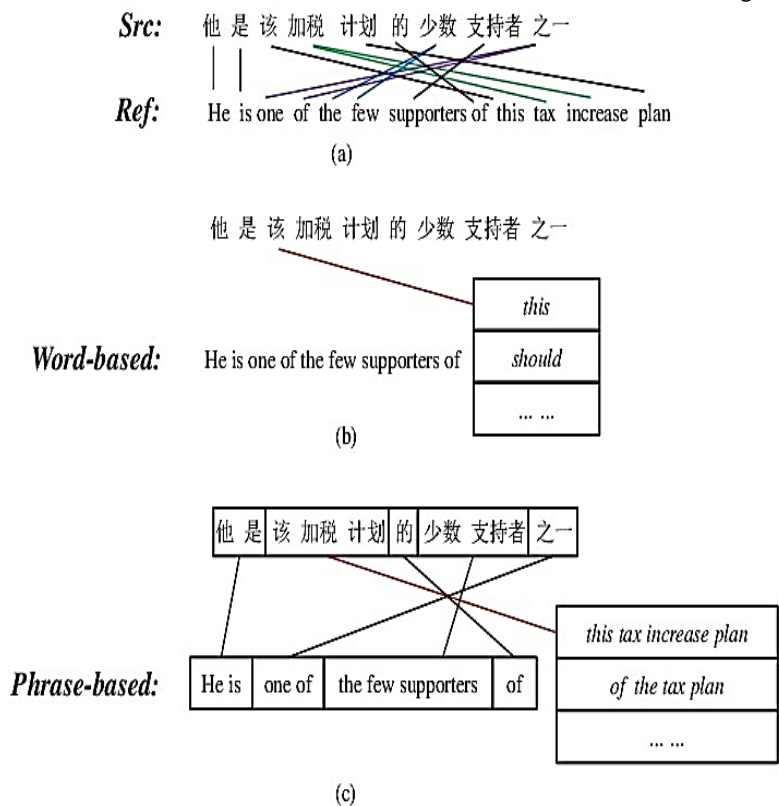 Src: 他 是 该 加税 计划 的 少数 支持者 之一
Ref: He is one of the few supporters of this tax increase plan
(a)
他 是 该 加税 计划 的 少数 支持者 之一
this
Word-based: He is one of the few supporters of should
... ...
(b)
他 是 该 加税 计划 的 少数 支持者 之一
this tax increase plan
Phrase-based: He is one of the few supporters of of the tax plan
... ...
(c)